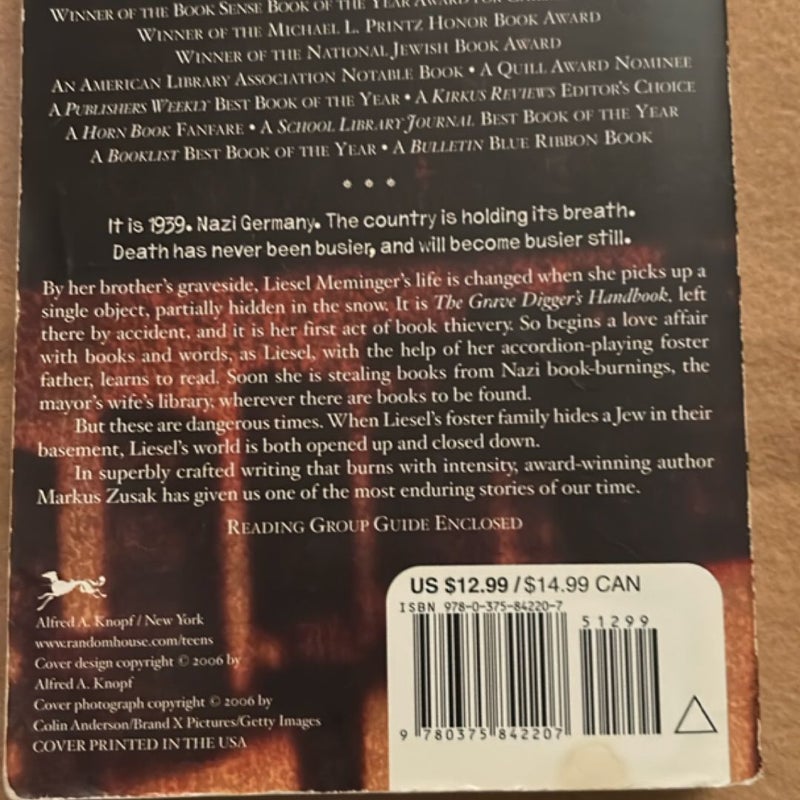 WINNER OF THE BOOK SENSE BOOK OF THE YEAR AWARD FOR
WINNER OF THE MICHAEL L. PRINTZ HONOR BOOK AWARD
WINNER OF THE NATIONAL JEWISH BOOK AWARD
AN AMERICAN LIBRARY ASSOCIATION NOTABLE BOOK • A QUILL AWARD NOMINEE
A PUBLISHERS WEEKLY BEST BOOK OF THE YEAR • A KIRKUS REVIEWS EDITOR'S CHOICE
A HORN BOOK FANFARE • A SCHOOL LIBRARY JOURNAL BEST BOOK OF THE YEAR
A BOOKLIST BEST BOOK OF THE YEAR • A BULLETIN BLUE RIBBON BOOK
It is 1939. Nazi Germany. The country is holding its breath.
Death has never been busier, and will become busier still.
By her brother's graveside, Liesel Meminger's life is changed when she picks up a
single object, partially hidden in the snow. It is The Grave Digger's Handbook, left
there by accident, and it is her first act of book thievery. So begins a love affair
with books and words, as Liesel, with the help of her accordion-playing foster
father, learns to read. Soon she is stealing books from Nazi book-burnings, the
mayor's wife's library, wherever there are books to be found.
But these are dangerous times. When Liesel's foster family hides a Jew in their
basement, Liesel's world is both opened up and closed down.
In superbly crafted writing that burns with intensity, award-winning author
Markus Zusak has given us one of the most enduring stories of our time.
READING GROUP GUIDE ENCLOSED
Alfred A. Knopf / New York
www.randomhouse.com/teens
Cover design copyright © 2006 by
Alfred A. Knopf
Cover photograph copyright © 2006 by
Colin Anderson/Brand X Pictures/Getty Images
COVER PRINTED IN THE USA
US $12.99 / $14.99 CAN
ISBN 978-0-375-84220-7
51299
9 780375 842207